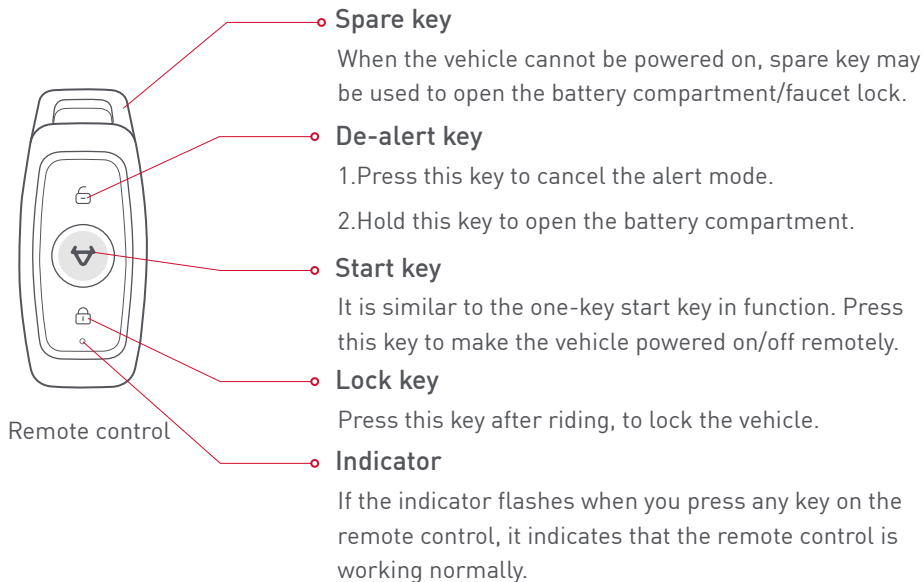 Spare key
When the vehicle cannot be powered on, spare key may
be used to open the battery compartment/faucet lock.
De-alert key
1.Press this key to cancel the alert mode.
2.Hold this key to open the battery compartment.
Start key
It is similar to the one-key start key in function. Press
this key to make the vehicle powered on/off remotely.
Lock key
Press this key after riding, to lock the vehicle.
Remote control
Indicator
If the indicator flashes when you press any key on the
remote control, it indicates that the remote control is
working normally.